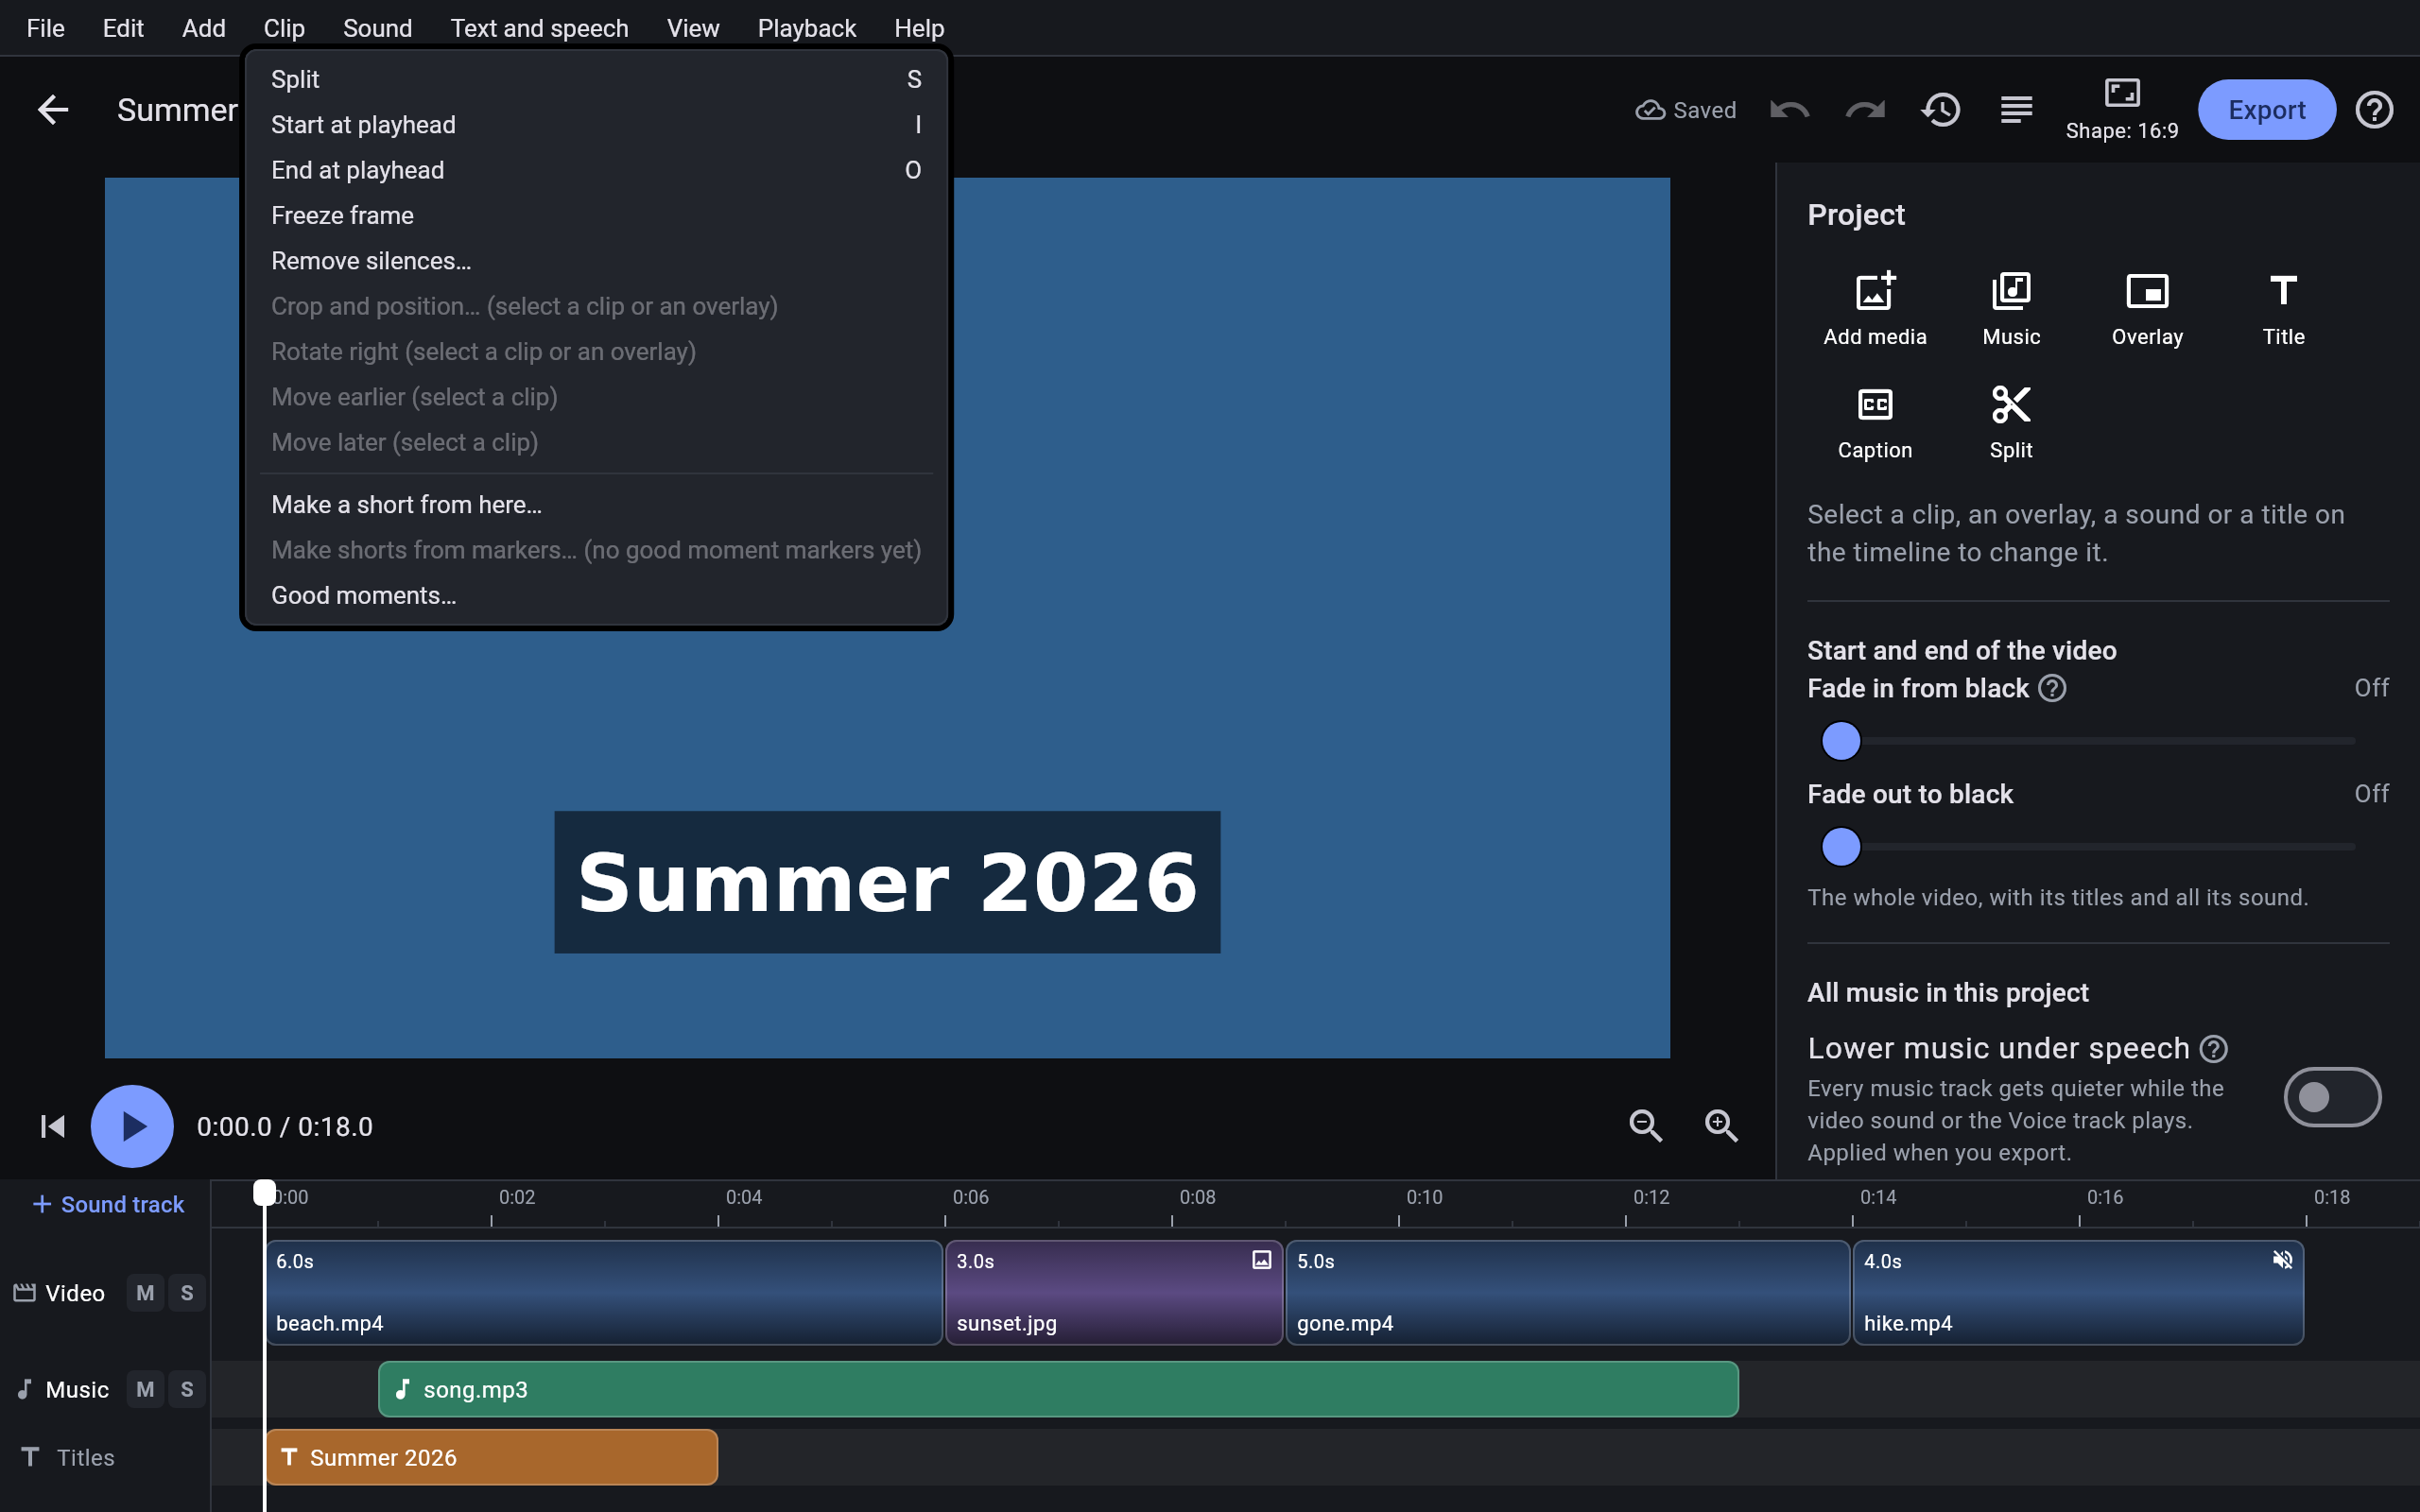 File Edit Add Clip Sound Text and speech View Playback Help
Summer
Saved
Shape: 16:9
Export
Split S
Start at playhead I
End at playhead O
Freeze frame
Remove silences…
Crop and position… (select a clip or an overlay)
Rotate right (select a clip or an overlay)
Move earlier (select a clip)
Move later (select a clip)
Make a short from here…
Make shorts from markers… (no good moment markers yet)
Good moments…
Summer 2026
Project
Add media Music Overlay Title
Caption Split
Select a clip, an overlay, a sound or a title on
the timeline to change it.
Start and end of the video
Fade in from black Off
Fade out to black Off
The whole video, with its titles and all its sound.
All music in this project
Lower music under speech
Every music track gets quieter while the
video sound or the Voice track plays.
Applied when you export.
0:00.0 / 0:18.0
+ Sound track
0:00 0:02 0:04 0:06 0:08 0:10 0:12 0:14 0:16 0:18
Video M S
6.0s 3.0s 5.0s 4.0s
beach.mp4 sunset.jpg gone.mp4 hike.mp4
Music M S song.mp3
Titles Summer 2026